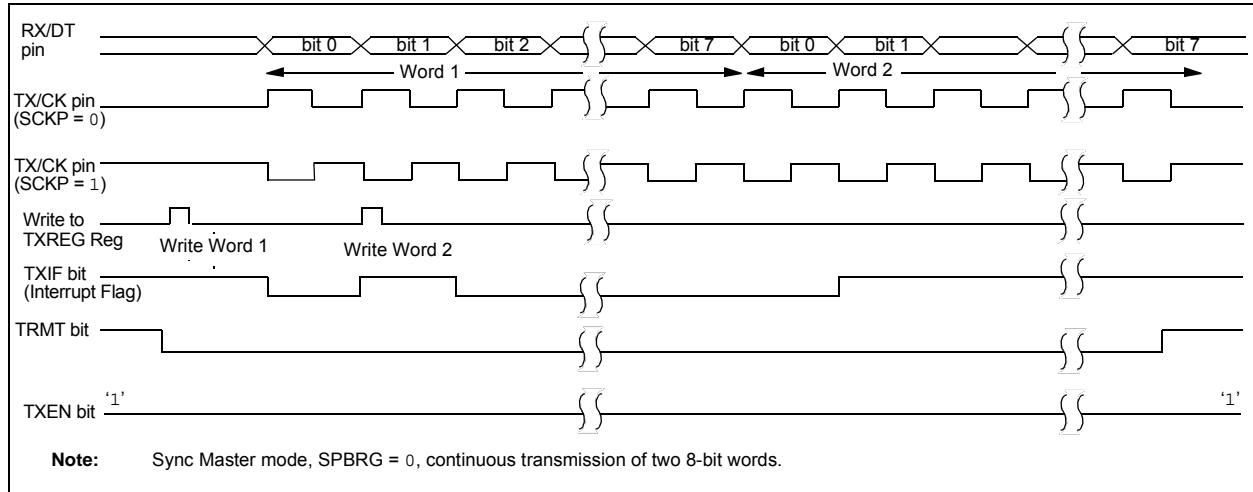 RX/DT
pin
bit 0 bit 1 bit 2 bit 7 bit 0 bit 1 bit 7
Word 1 Word 2
TX/CK pin
(SCKP = 0)
TX/CK pin
(SCKP = 1)
Write to
TXREG Reg
Write Word 1 Write Word 2
TXIF bit
(Interrupt Flag)
TRMT bit
TXEN bit
‘1’ ‘1’
Note: Sync Master mode, SPBRG = 0, continuous transmission of two 8-bit words.